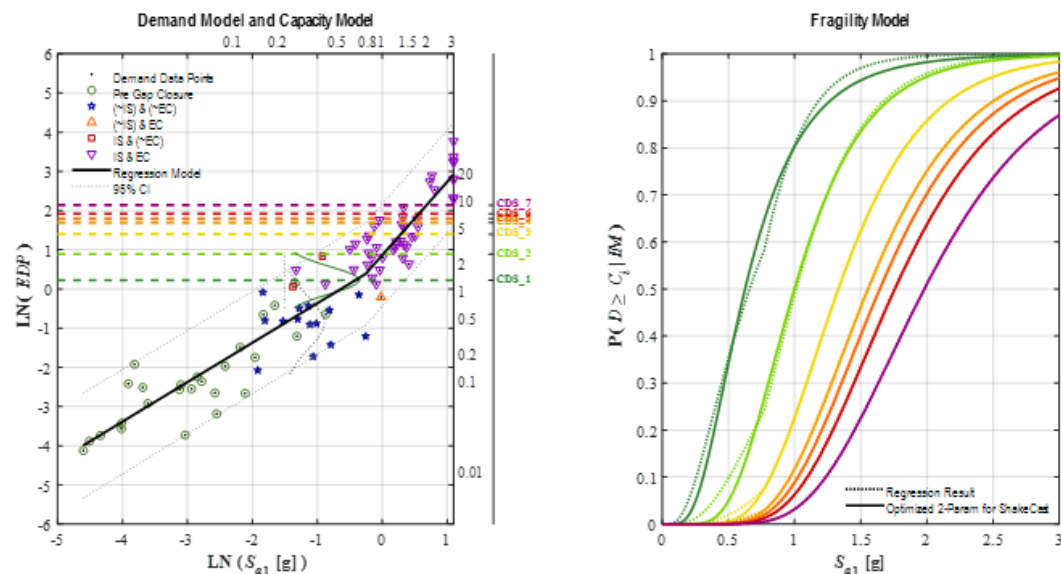 Demand Model and Capacity Model
0.1 0.2 0.5 0.81 1.5 2 3
6
5
4
3
2
1
0
-1
-2
-3
-4
-5
-6
LN(EDP)
Demand Data Points
Pre Gap Closure
(~IS) & (~EC)
(~IS) & EC
IS & (~EC)
IS & EC
Regression Model
95% CI
20
10
5
2
1
0.5
0.2
0.1
0.01
CDS_7
CDS_6
CDS_3
CDS_2
CDS_1
-5 -4 -3 -2 -1 0 1
LN (S_a1 [g])
Fragility Model
1
0.9
0.8
0.7
0.6
0.5
0.4
0.3
0.2
0.1
0
P(D ≥ C_i | IM)
Regression Result
Optimized 2-Param for ShakeCast
0 0.5 1 1.5 2 2.5 3
S_a1 [g]